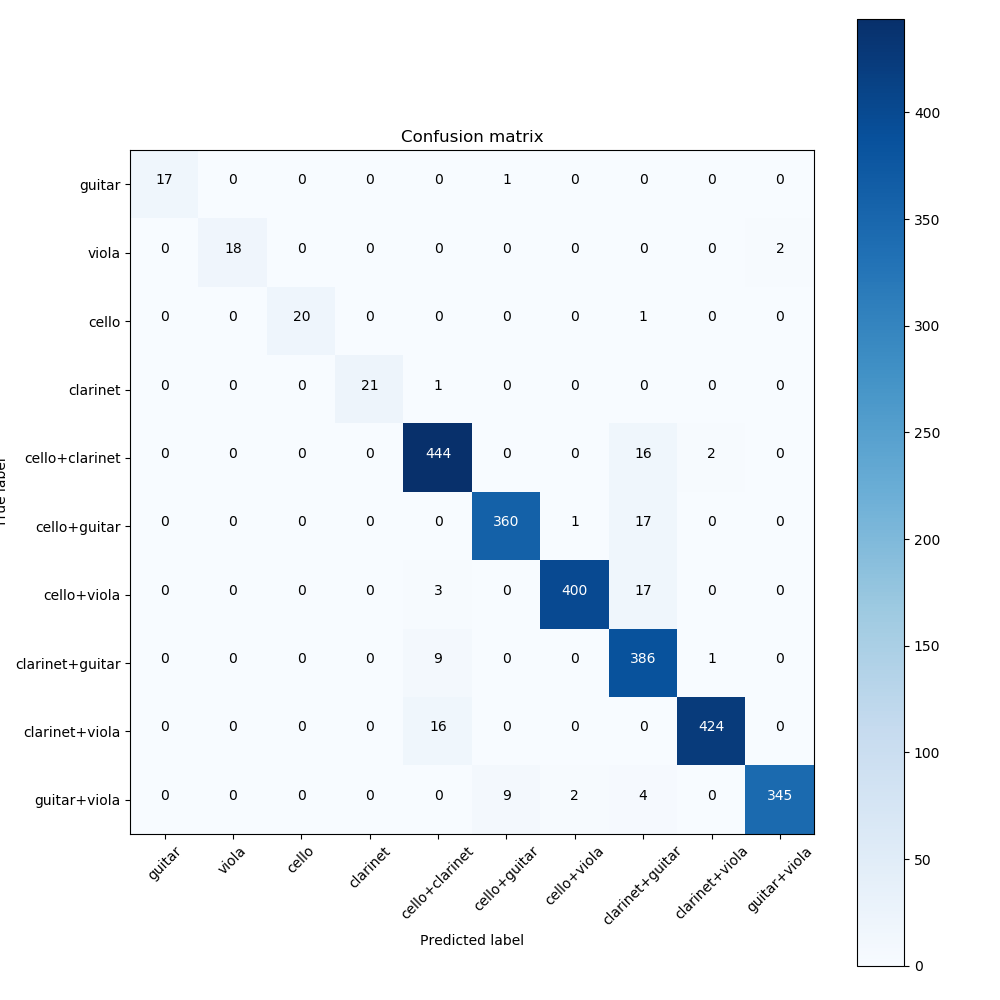 Confusion matrix
guitar 17 0 0 0 0 1 0 0 0 0
viola 0 18 0 0 0 0 0 0 0 2
cello 0 0 20 0 0 0 0 1 0 0
clarinet 0 0 0 21 1 0 0 0 0 0
cello+clarinet 0 0 0 0 444 0 0 16 2 0
cello+guitar 0 0 0 0 0 360 1 17 0 0
cello+viola 0 0 0 0 3 0 400 17 0 0
clarinet+guitar 0 0 0 0 9 0 0 386 1 0
clarinet+viola 0 0 0 0 16 0 0 0 424 0
guitar+viola 0 0 0 0 0 9 2 4 0 345
guitar viola cello clarinet cello+clarinet cello+guitar cello+viola clarinet+guitar clarinet+viola guitar+viola
Predicted label
True label
400
350
300
250
200
150
100
50
0